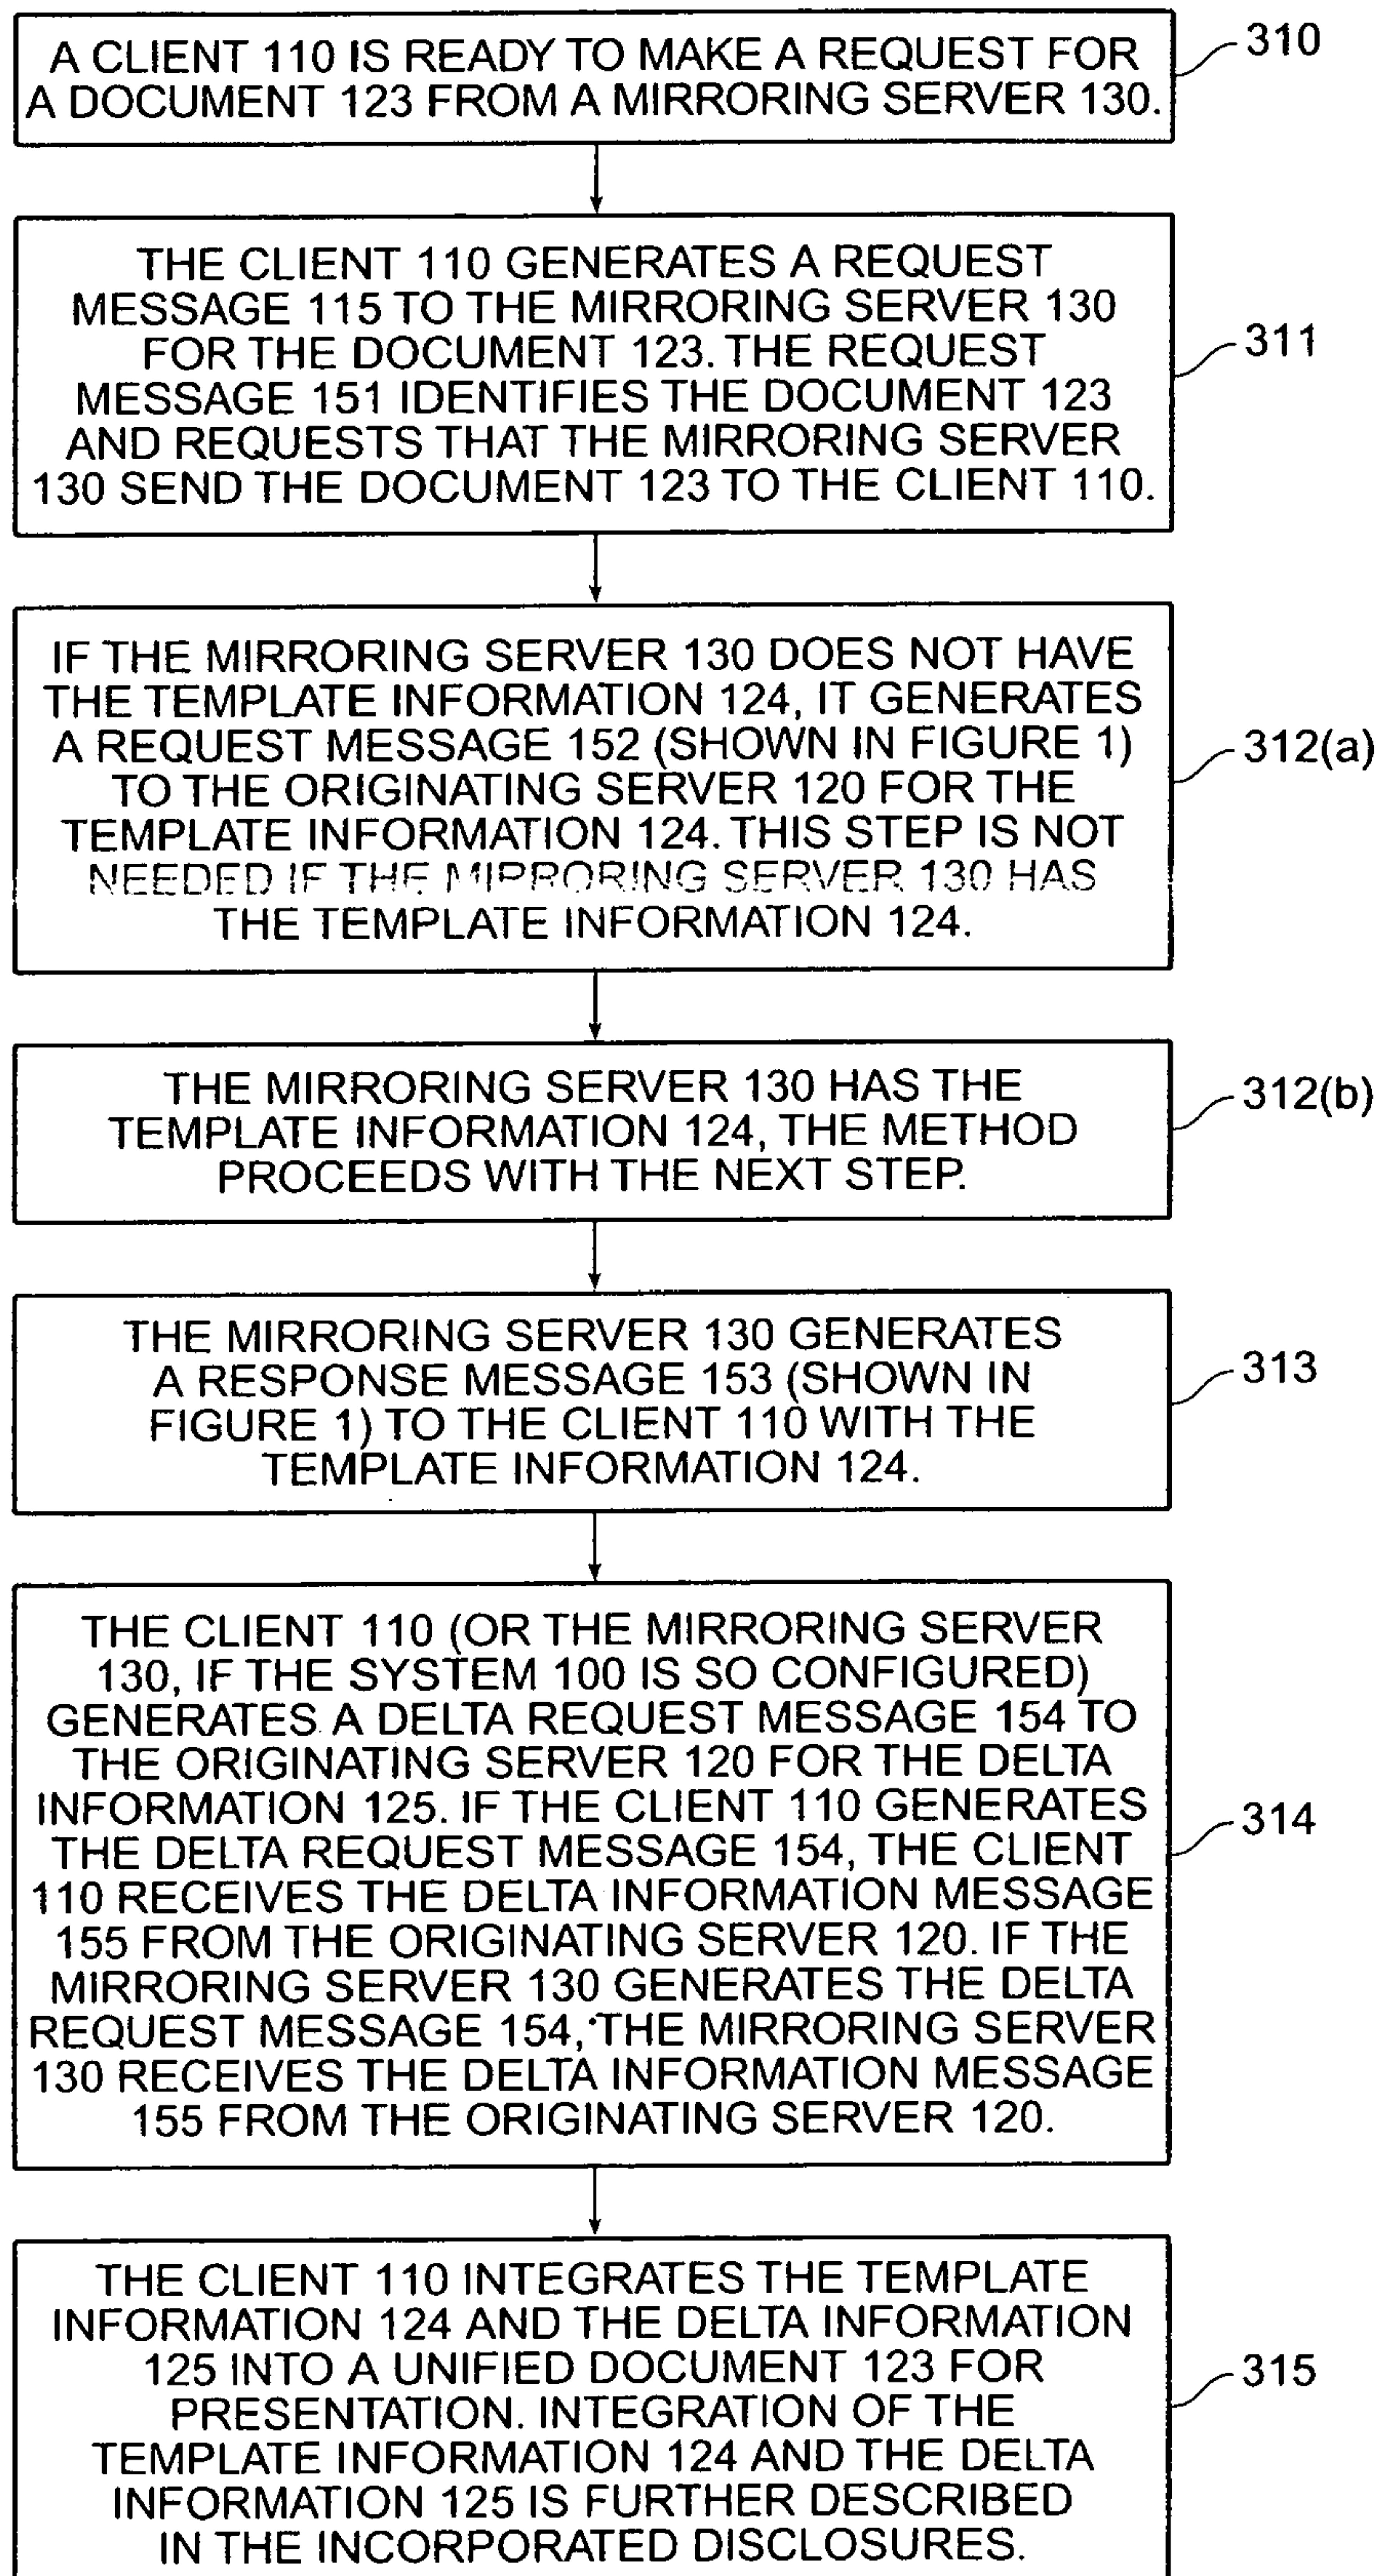 A CLIENT 110 IS READY TO MAKE A REQUEST FOR
A DOCUMENT 123 FROM A MIRRORING SERVER 130.
310
THE CLIENT 110 GENERATES A REQUEST
MESSAGE 115 TO THE MIRRORING SERVER 130
FOR THE DOCUMENT 123. THE REQUEST
MESSAGE 151 IDENTIFIES THE DOCUMENT 123
AND REQUESTS THAT THE MIRRORING SERVER
130 SEND THE DOCUMENT 123 TO THE CLIENT 110.
311
IF THE MIRRORING SERVER 130 DOES NOT HAVE
THE TEMPLATE INFORMATION 124, IT GENERATES
A REQUEST MESSAGE 152 (SHOWN IN FIGURE 1)
TO THE ORIGINATING SERVER 120 FOR THE
TEMPLATE INFORMATION 124. THIS STEP IS NOT
NEEDED IF THE MIRRORING SERVER 130 HAS
THE TEMPLATE INFORMATION 124.
312(a)
THE MIRRORING SERVER 130 HAS THE
TEMPLATE INFORMATION 124, THE METHOD
PROCEEDS WITH THE NEXT STEP.
312(b)
THE MIRRORING SERVER 130 GENERATES
A RESPONSE MESSAGE 153 (SHOWN IN
FIGURE 1) TO THE CLIENT 110 WITH THE
TEMPLATE INFORMATION 124.
313
THE CLIENT 110 (OR THE MIRRORING SERVER
130, IF THE SYSTEM 100 IS SO CONFIGURED)
GENERATES A DELTA REQUEST MESSAGE 154 TO
THE ORIGINATING SERVER 120 FOR THE DELTA
INFORMATION 125. IF THE CLIENT 110 GENERATES
THE DELTA REQUEST MESSAGE 154, THE CLIENT
110 RECEIVES THE DELTA INFORMATION MESSAGE
155 FROM THE ORIGINATING SERVER 120. IF THE
MIRRORING SERVER 130 GENERATES THE DELTA
REQUEST MESSAGE 154, THE MIRRORING SERVER
130 RECEIVES THE DELTA INFORMATION MESSAGE
155 FROM THE ORIGINATING SERVER 120.
314
THE CLIENT 110 INTEGRATES THE TEMPLATE
INFORMATION 124 AND THE DELTA INFORMATION
125 INTO A UNIFIED DOCUMENT 123 FOR
PRESENTATION. INTEGRATION OF THE
TEMPLATE INFORMATION 124 AND THE DELTA
INFORMATION 125 IS FURTHER DESCRIBED
IN THE INCORPORATED DISCLOSURES.
315